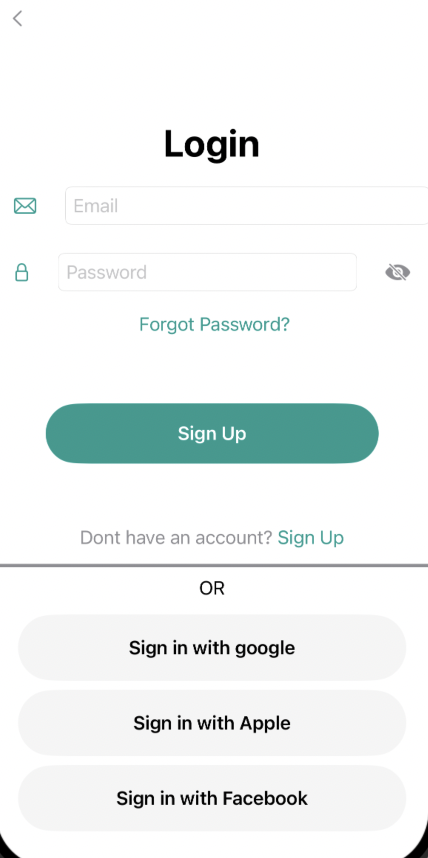 Login
Email
Password
Forgot Password?
Sign Up
Dont have an account? Sign Up
OR
Sign in with google
Sign in with Apple
Sign in with Facebook